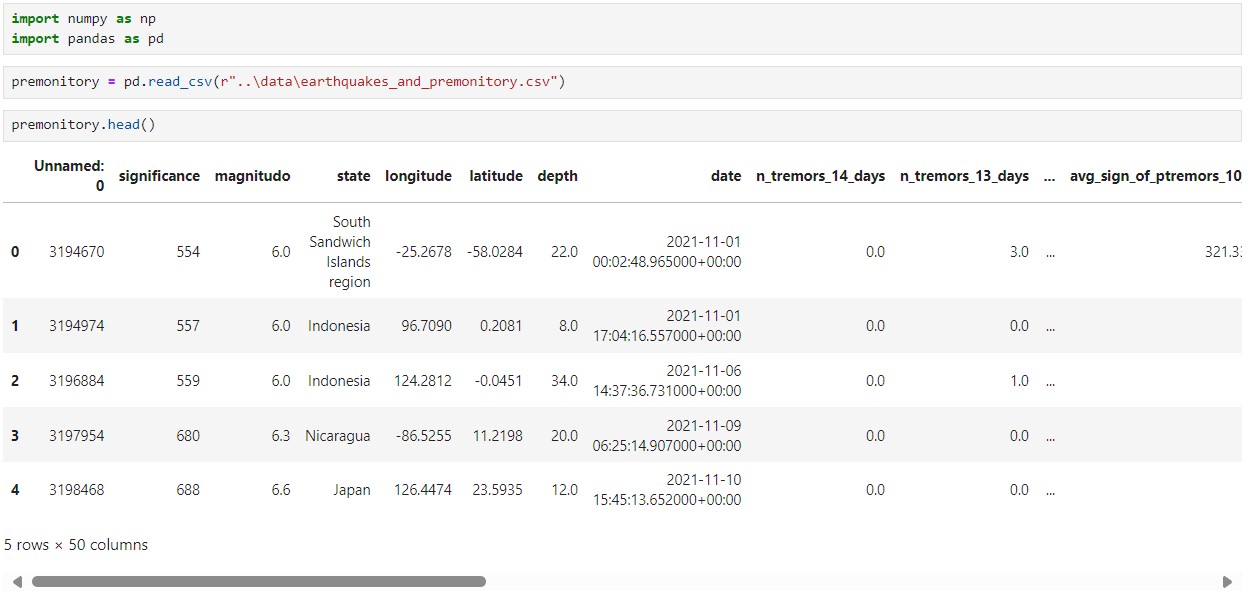 import numpy as np
import pandas as pd
premonitory = pd.read_csv(r"..\data\earthquakes_and_premonitory.csv")
premonitory.head()
Unnamed: 0 significance magnitudo state longitude latitude depth date n_tremors_14_days n_tremors_13_days ... avg_sign_of_ptremors_10
0 3194670 554 6.0 South Sandwich Islands region -25.2678 -58.0284 22.0 2021-11-01 00:02:48.965000+00:00 0.0 3.0 ... 321.3
1 3194974 557 6.0 Indonesia 96.7090 0.2081 8.0 2021-11-01 17:04:16.557000+00:00 0.0 0.0 ...
2 3196884 559 6.0 Indonesia 124.2812 -0.0451 34.0 2021-11-06 14:37:36.731000+00:00 0.0 1.0 ...
3 3197954 680 6.3 Nicaragua -86.5255 11.2198 20.0 2021-11-09 06:25:14.907000+00:00 0.0 0.0 ...
4 3198468 688 6.6 Japan 126.4474 23.5935 12.0 2021-11-10 15:45:13.652000+00:00 0.0 0.0 ...
5 rows × 50 columns